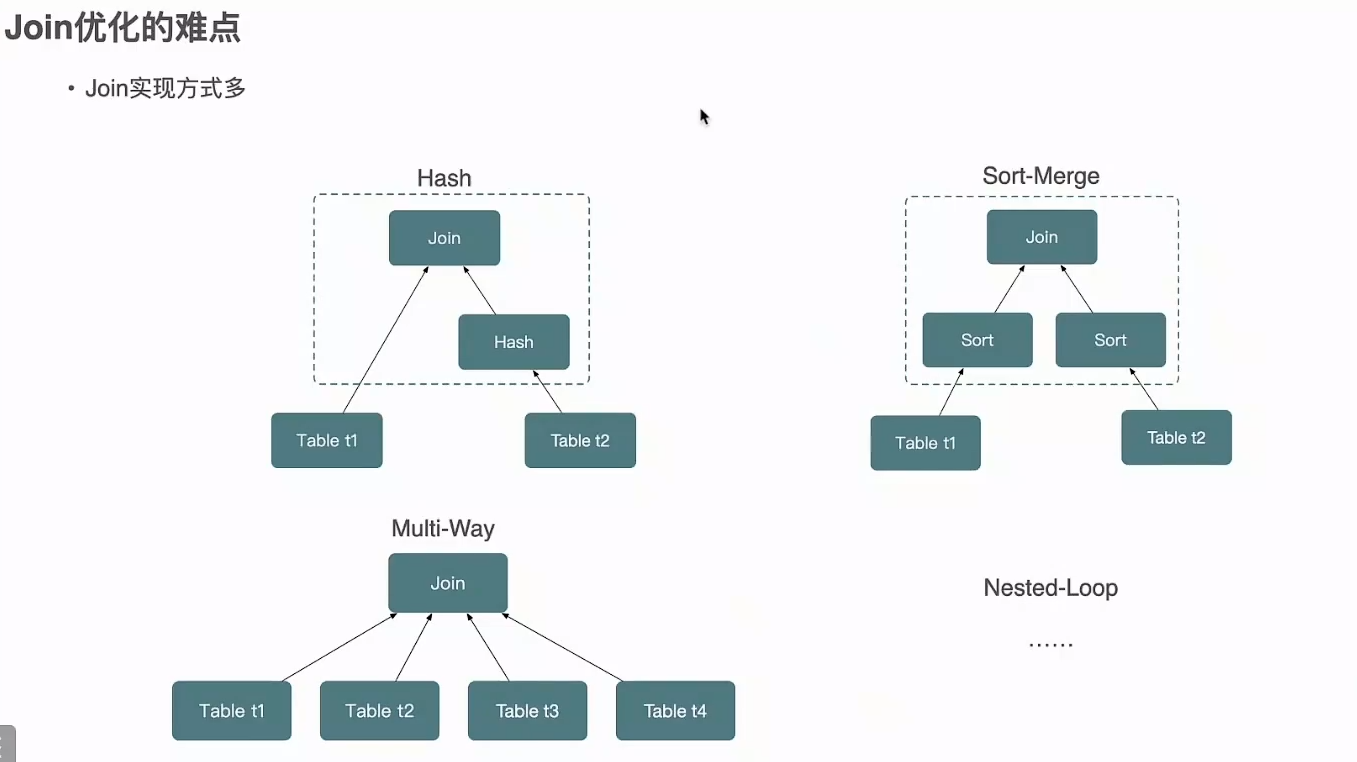 Join优化的难点
• Join实现方式多
Hash
Join
Hash
Table t1
Table t2
Sort-Merge
Join
Sort
Sort
Table t1
Table t2
Multi-Way
Join
Table t1
Table t2
Table t3
Table t4
Nested-Loop
……